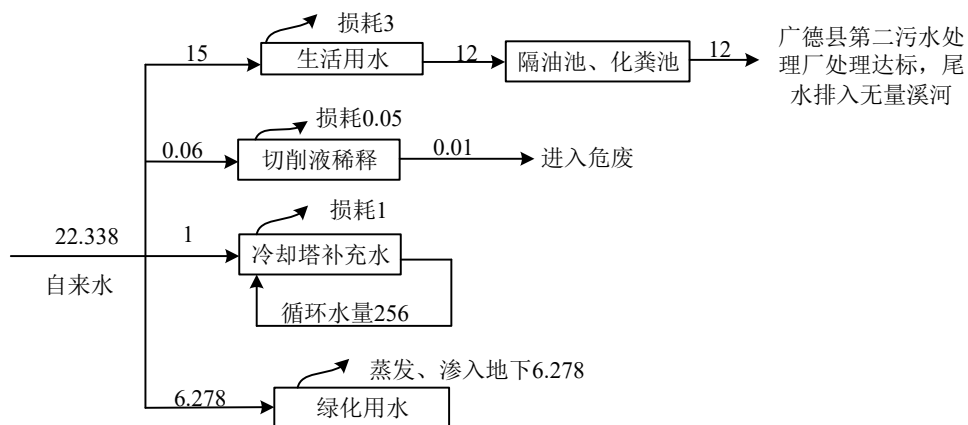 损耗3
15
生活用水
12
隔油池、化粪池
12
广德县第二污水处
理厂处理达标，尾
水排入无量溪河
损耗0.05
0.06
切削液稀释
0.01
进入危废
损耗1
22.338
1
冷却塔补充水
自来水
循环水量256
蒸发、渗入地下6.278
6.278
绿化用水